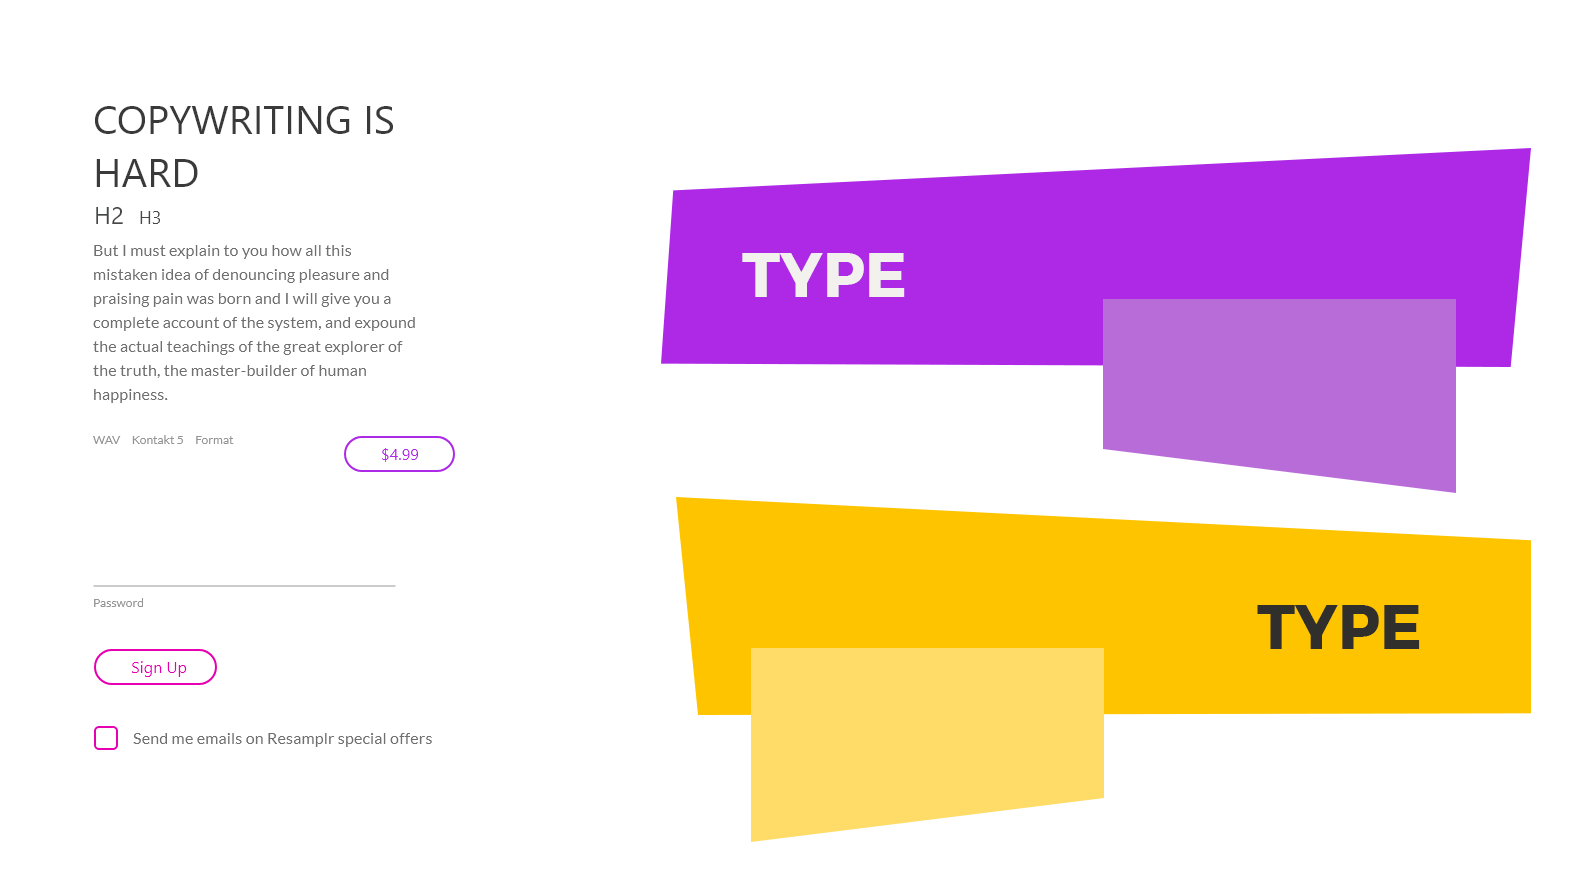 COPYWRITING IS
HARD
H2 H3
But I must explain to you how all this
mistaken idea of denouncing pleasure and
praising pain was born and I will give you a
complete account of the system, and expound
the actual teachings of the great explorer of
the truth, the master-builder of human
happiness.
WAV Kontakt 5 Format
$4.99
Password
Sign Up
Send me emails on Resamplr special offers
TYPE
TYPE